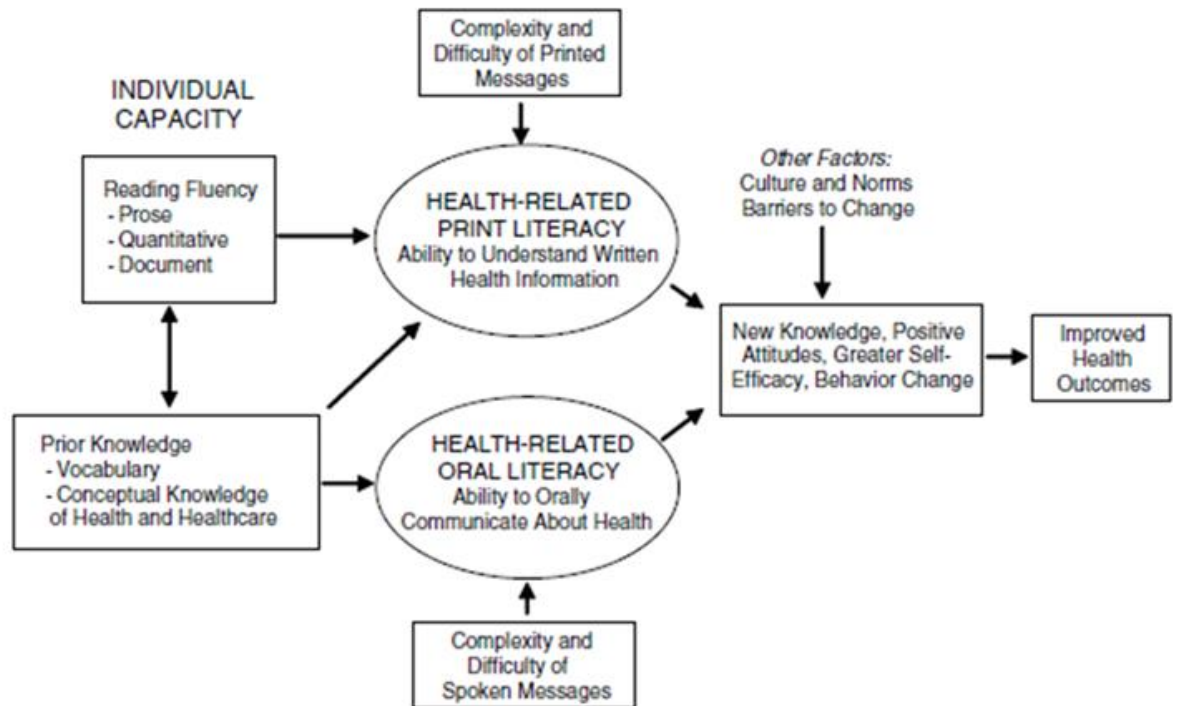 Complexity and
Difficulty of Printed
Messages
INDIVIDUAL
CAPACITY
Reading Fluency
- Prose
- Quantitative
- Document
HEALTH-RELATED
PRINT LITERACY
Ability to Understand Written
Health Information
Other Factors:
Culture and Norms
Barriers to Change
New Knowledge, Positive
Attitudes, Greater Self-
Efficacy, Behavior Change
Improved
Health
Outcomes
Prior Knowledge
- Vocabulary
- Conceptual Knowledge
of Health and Healthcare
HEALTH-RELATED
ORAL LITERACY
Ability to Orally
Communicate About Health
Complexity and
Difficulty of
Spoken Messages